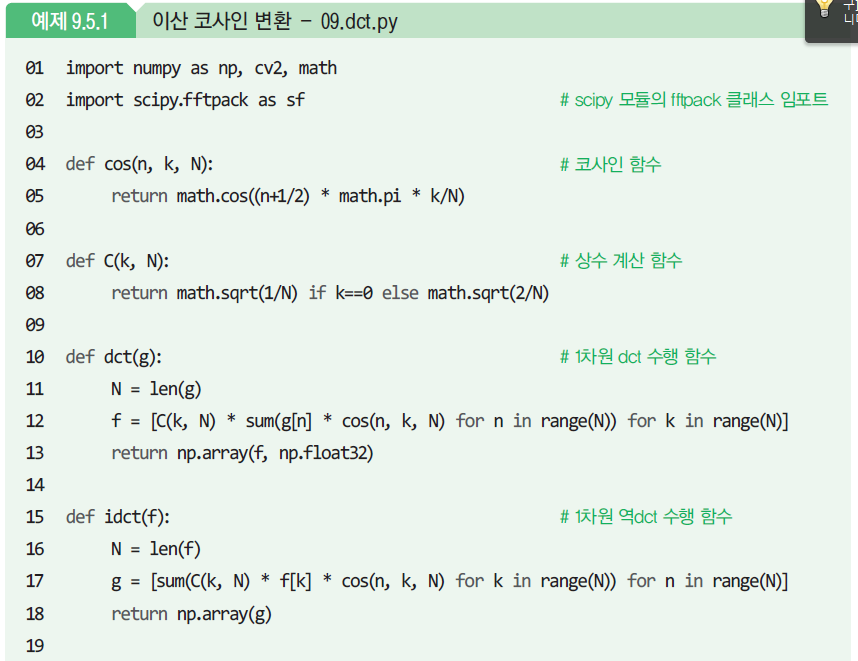 예제 9.5.1 이산 코사인 변환 - 09.dct.py
01 import numpy as np, cv2, math
02 import scipy.fftpack as sf # scipy 모듈의 fftpack 클래스 임포트
03
04 def cos(n, k, N): # 코사인 함수
05 return math.cos((n+1/2) * math.pi * k/N)
06
07 def C(k, N): # 상수 계산 함수
08 return math.sqrt(1/N) if k==0 else math.sqrt(2/N)
09
10 def dct(g): # 1차원 dct 수행 함수
11 N = len(g)
12 f = [C(k, N) * sum(g[n] * cos(n, k, N) for n in range(N)) for k in range(N)]
13 return np.array(f, np.float32)
14
15 def idct(f): # 1차원 역dct 수행 함수
16 N = len(f)
17 g = [sum(C(k, N) * f[k] * cos(n, k, N) for k in range(N)) for n in range(N)]
18 return np.array(g)
19